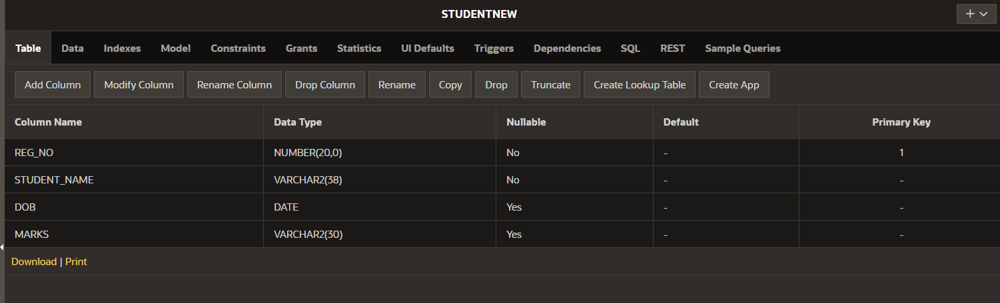 STUDENTNEW
Table Data Indexes Model Constraints Grants Statistics UI Defaults Triggers Dependencies SQL REST Sample Queries
Add Column Modify Column Rename Column Drop Column Rename Copy Drop Truncate Create Lookup Table Create App
Column Name Data Type Nullable Default Primary Key
REG_NO NUMBER(20,0) No - 1
STUDENT_NAME VARCHAR2(38) No - -
DOB DATE Yes - -
MARKS VARCHAR2(30) Yes - -
Download | Print